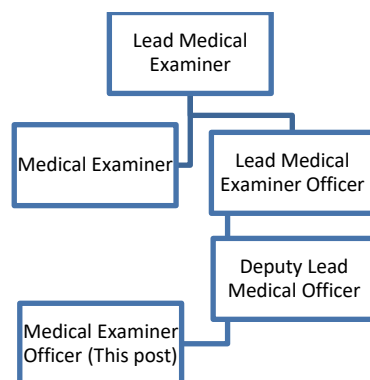 Lead Medical
Examiner
Medical Examiner
Lead Medical
Examiner Officer
Deputy Lead
Medical Officer
Medical Examiner
Officer (This post)